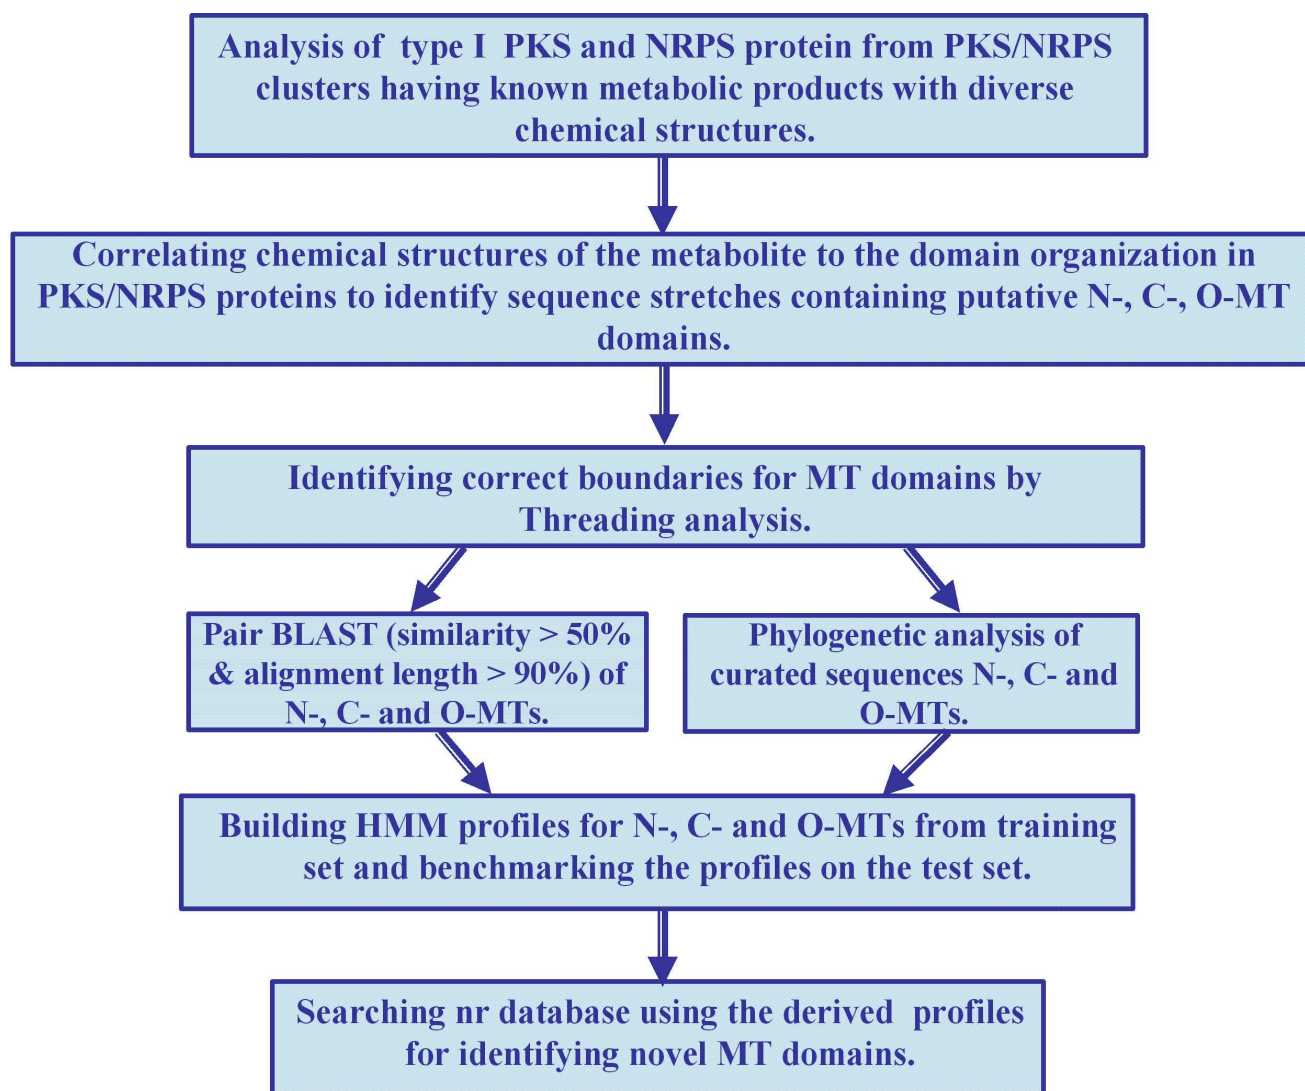 Analysis of type I PKS and NRPS protein from PKS/NRPS
clusters having known metabolic products with diverse
chemical structures.
Correlating chemical structures of the metabolite to the domain organization in
PKS/NRPS proteins to identify sequence stretches containing putative N-, C-, O-MT
domains.
Identifying correct boundaries for MT domains by
Threading analysis.
Pair BLAST (similarity > 50%
& alignment length > 90%) of
N-, C- and O-MTs.
Phylogenetic analysis of
curated sequences N-, C- and
O-MTs.
Building HMM profiles for N-, C- and O-MTs from training
set and benchmarking the profiles on the test set.
Searching nr database using the derived profiles
for identifying novel MT domains.